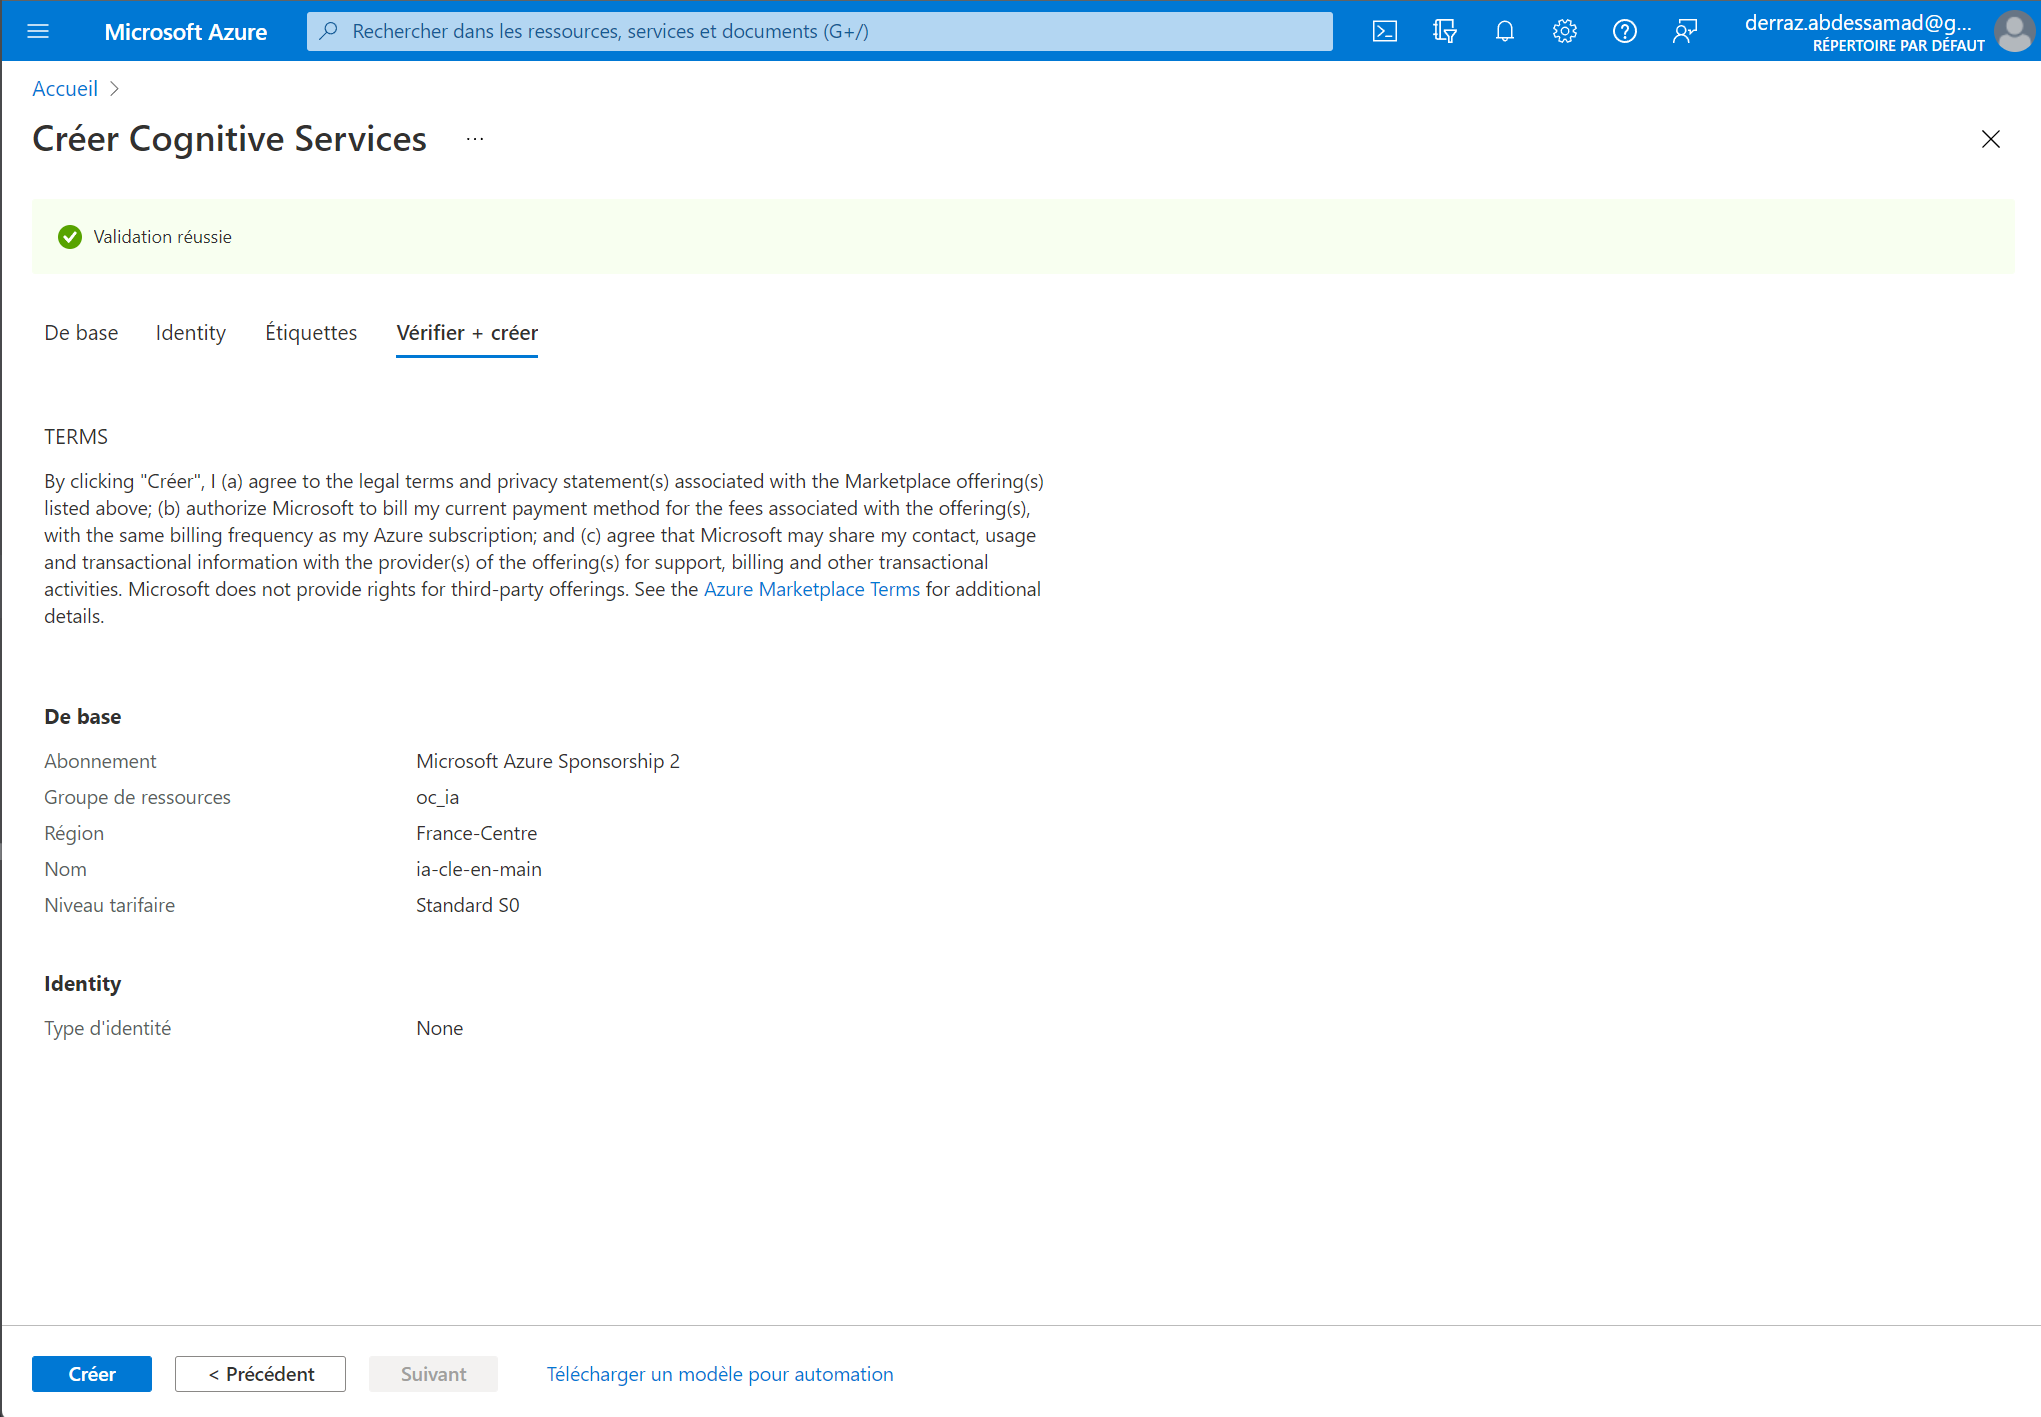 Microsoft Azure
Rechercher dans les ressources, services et documents (G+/)
derraz.abdessamad@g...
RÉPERTOIRE PAR DÉFAUT
Accueil >
Créer Cognitive Services ...
Validation réussie
De base Identity Étiquettes Vérifier + créer
TERMS
By clicking "Créer", I (a) agree to the legal terms and privacy statement(s) associated with the Marketplace offering(s)
listed above; (b) authorize Microsoft to bill my current payment method for the fees associated with the offering(s),
with the same billing frequency as my Azure subscription; and (c) agree that Microsoft may share my contact, usage
and transactional information with the provider(s) of the offering(s) for support, billing and other transactional
activities. Microsoft does not provide rights for third-party offerings. See the Azure Marketplace Terms for additional
details.
De base
Abonnement Microsoft Azure Sponsorship 2
Groupe de ressources oc_ia
Région France-Centre
Nom ia-cle-en-main
Niveau tarifaire Standard S0
Identity
Type d'identité None
Créer < Précédent Suivant Télécharger un modèle pour automation